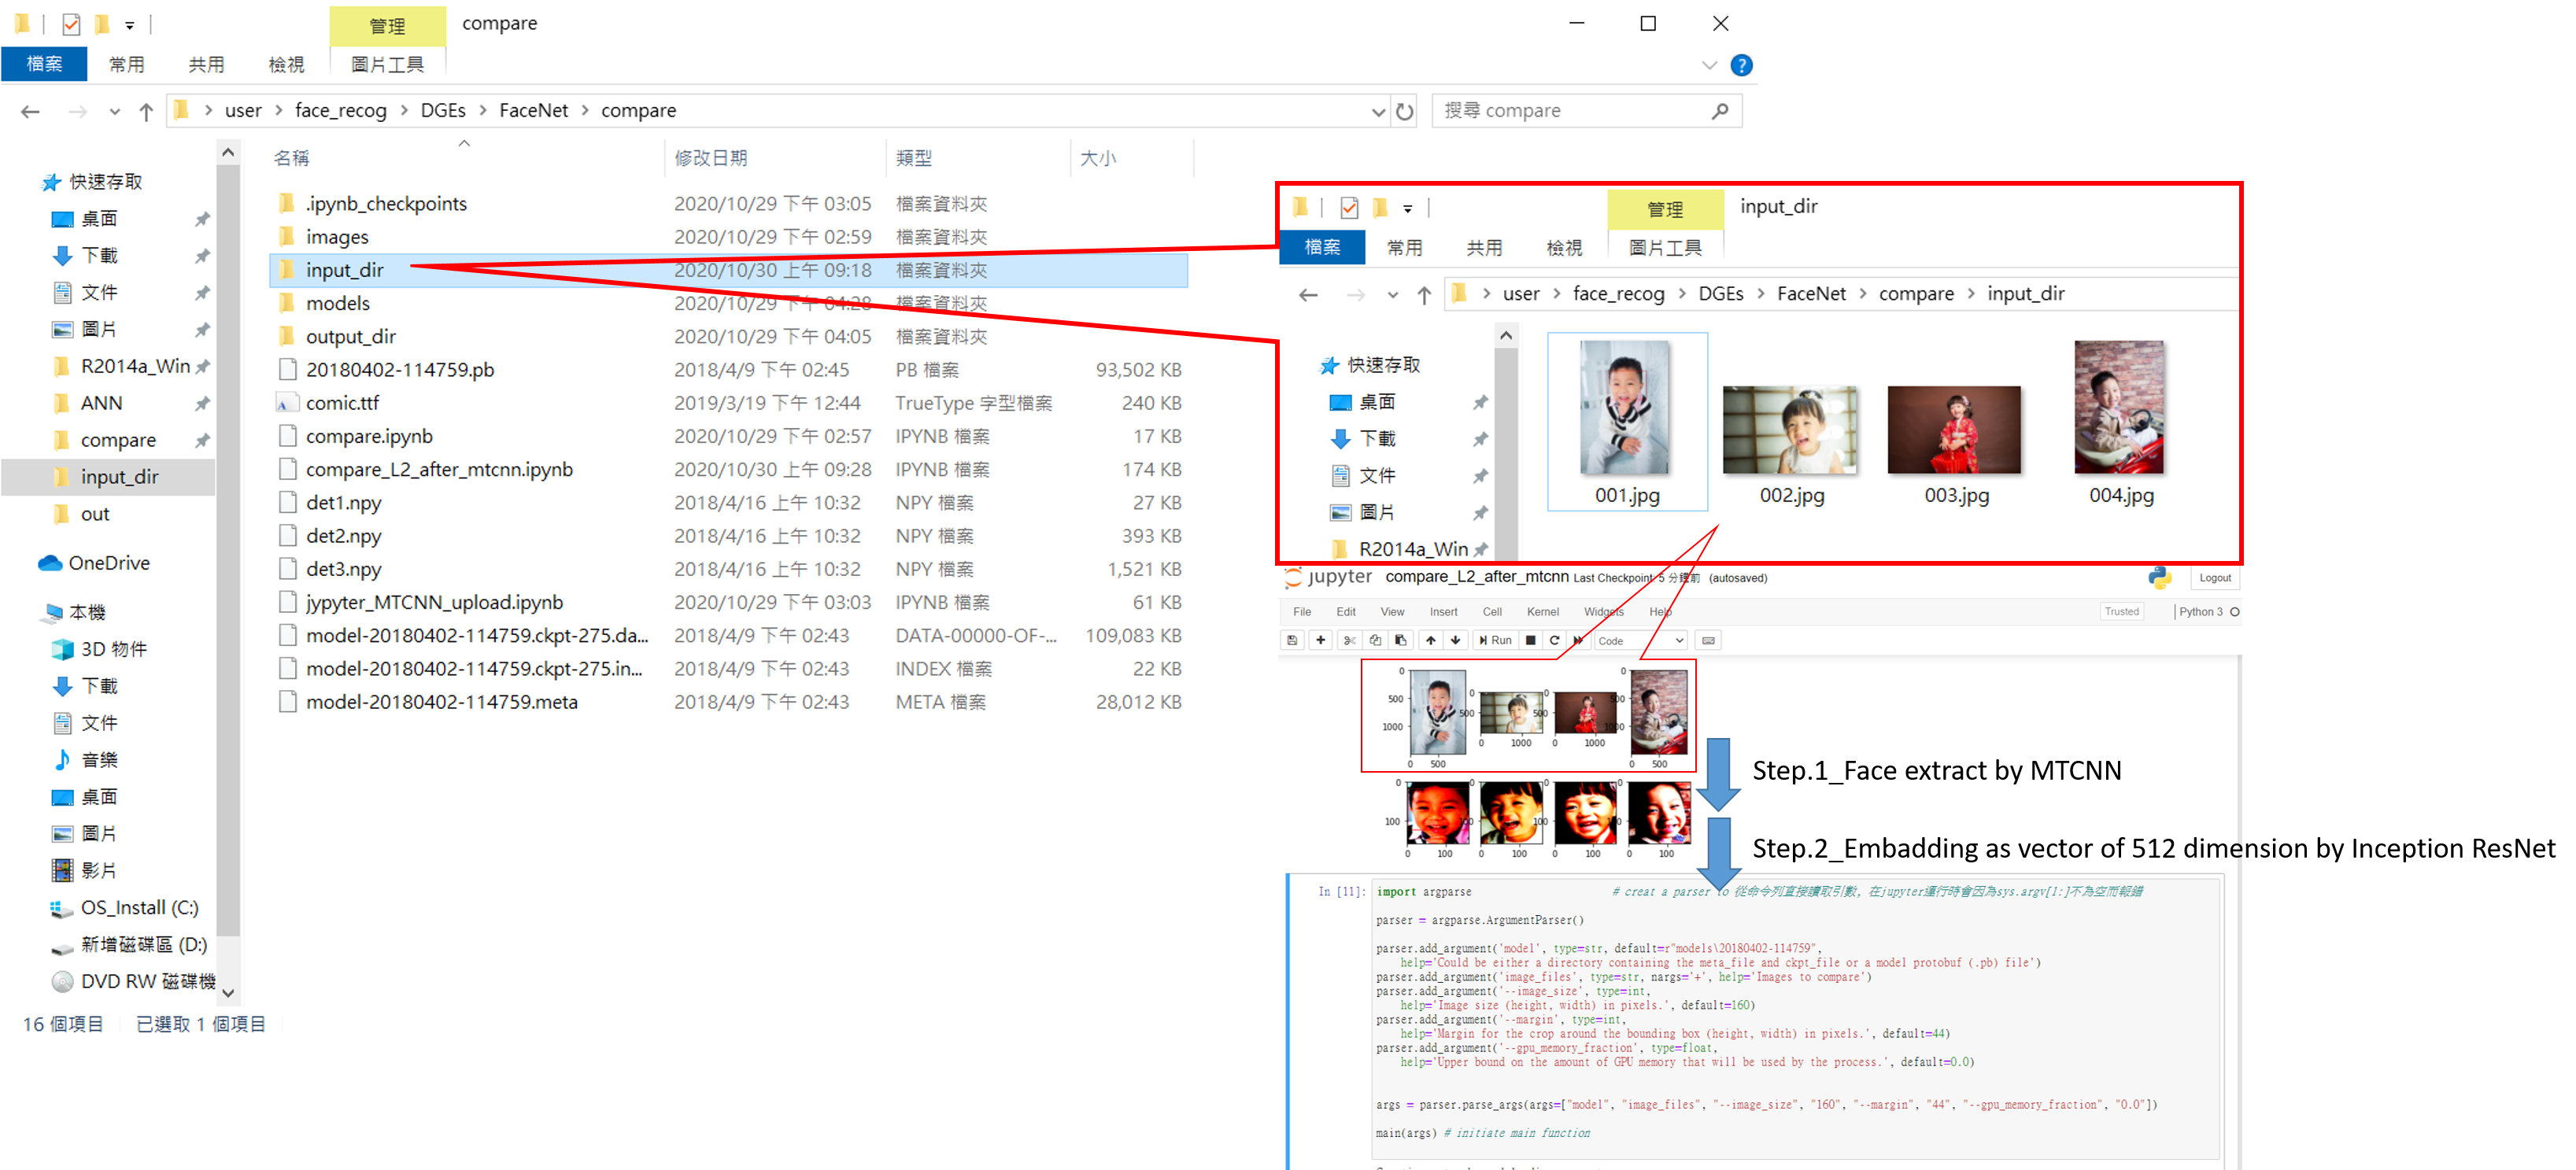 管理 compare
檔案 常用 共用 檢視 圖片工具
user face_recog DGEs FaceNet compare 搜尋 compare
名稱 修改日期 類型 大小
快速存取
桌面
下載
文件
圖片
R2014a_Win
ANN
compare
input_dir
out
OneDrive
本機
3D 物件
下載
文件
音樂
桌面
圖片
影片
OS_Install (C:)
新增磁碟區 (D:)
DVD RW 磁碟機
.ipynb_checkpoints 2020/10/29 下午 03:05 檔案資料夾
images 2020/10/29 下午 02:59 檔案資料夾
input_dir 2020/10/30 上午 09:18 檔案資料夾
models 2020/10/29 下午 04:28 檔案資料夾
output_dir 2020/10/29 下午 04:05 檔案資料夾
20180402-114759.pb 2018/4/9 下午 02:45 PB 檔案 93,502 KB
comic.ttf 2019/3/19 下午 12:44 TrueType 字型檔案 240 KB
compare.ipynb 2020/10/29 下午 02:57 IPYNB 檔案 17 KB
compare_L2_after_mtcnn.ipynb 2020/10/30 上午 09:28 IPYNB 檔案 174 KB
det1.npy 2018/4/16 上午 10:32 NPY 檔案 27 KB
det2.npy 2018/4/16 上午 10:32 NPY 檔案 393 KB
det3.npy 2018/4/16 上午 10:32 NPY 檔案 1,521 KB
jypyter_MTCNN_upload.ipynb 2020/10/29 下午 03:03 IPYNB 檔案 61 KB
model-20180402-114759.ckpt-275.da... 2018/4/9 下午 02:43 DATA-00000-OF-... 109,083 KB
model-20180402-114759.ckpt-275.in... 2018/4/9 下午 02:43 INDEX 檔案 22 KB
model-20180402-114759.meta 2018/4/9 下午 02:43 META 檔案 28,012 KB
16 個項目 已選取 1 個項目
管理 input_dir
檔案 常用 共用 檢視 圖片工具
user face_recog DGEs FaceNet compare input_dir
快速存取
桌面
下載
文件
圖片
R2014a_Win
001.jpg 002.jpg 003.jpg 004.jpg
jupyter compare_L2_after_mtcnn Last Checkpoint: 5 分鐘前 (autosaved) Logout
File Edit View Insert Cell Kernel Widgets Help Trusted Python 3
Run Code
0 0
500 0 0 500
1000 500 500 1000
0 1000 0 1000
0 500 0 500
Step.1_Face extract by MTCNN
0 0 0 0
100 100 100 100
0 100 0 100 0 100 0 100
Step.2_Embadding as vector of 512 dimension by Inception ResNet
In [11]: import argparse # creat a parser to 從命令列直接讀取引數, 在jupyter運行時會因為sys.argv[1:]不為空而報錯
parser = argparse.ArgumentParser()
parser.add_argument('model', type=str, default=r"models\20180402-114759",
help='Could be either a directory containing the meta_file and ckpt_file or a model protobuf (.pb) file')
parser.add_argument('image_files', type=str, nargs='+', help='Images to compare')
parser.add_argument('--image_size', type=int,
help='Image size (height, width) in pixels.', default=160)
parser.add_argument('--margin', type=int,
help='Margin for the crop around the bounding box (height, width) in pixels.', default=44)
parser.add_argument('--gpu_memory_fraction', type=float,
help='Upper bound on the amount of GPU memory that will be used by the process.', default=0.0)
args = parser.parse_args(args=["model", "image_files", "--image_size", "160", "--margin", "44", "--gpu_memory_fraction", "0.0"])
main(args) # initiate main function